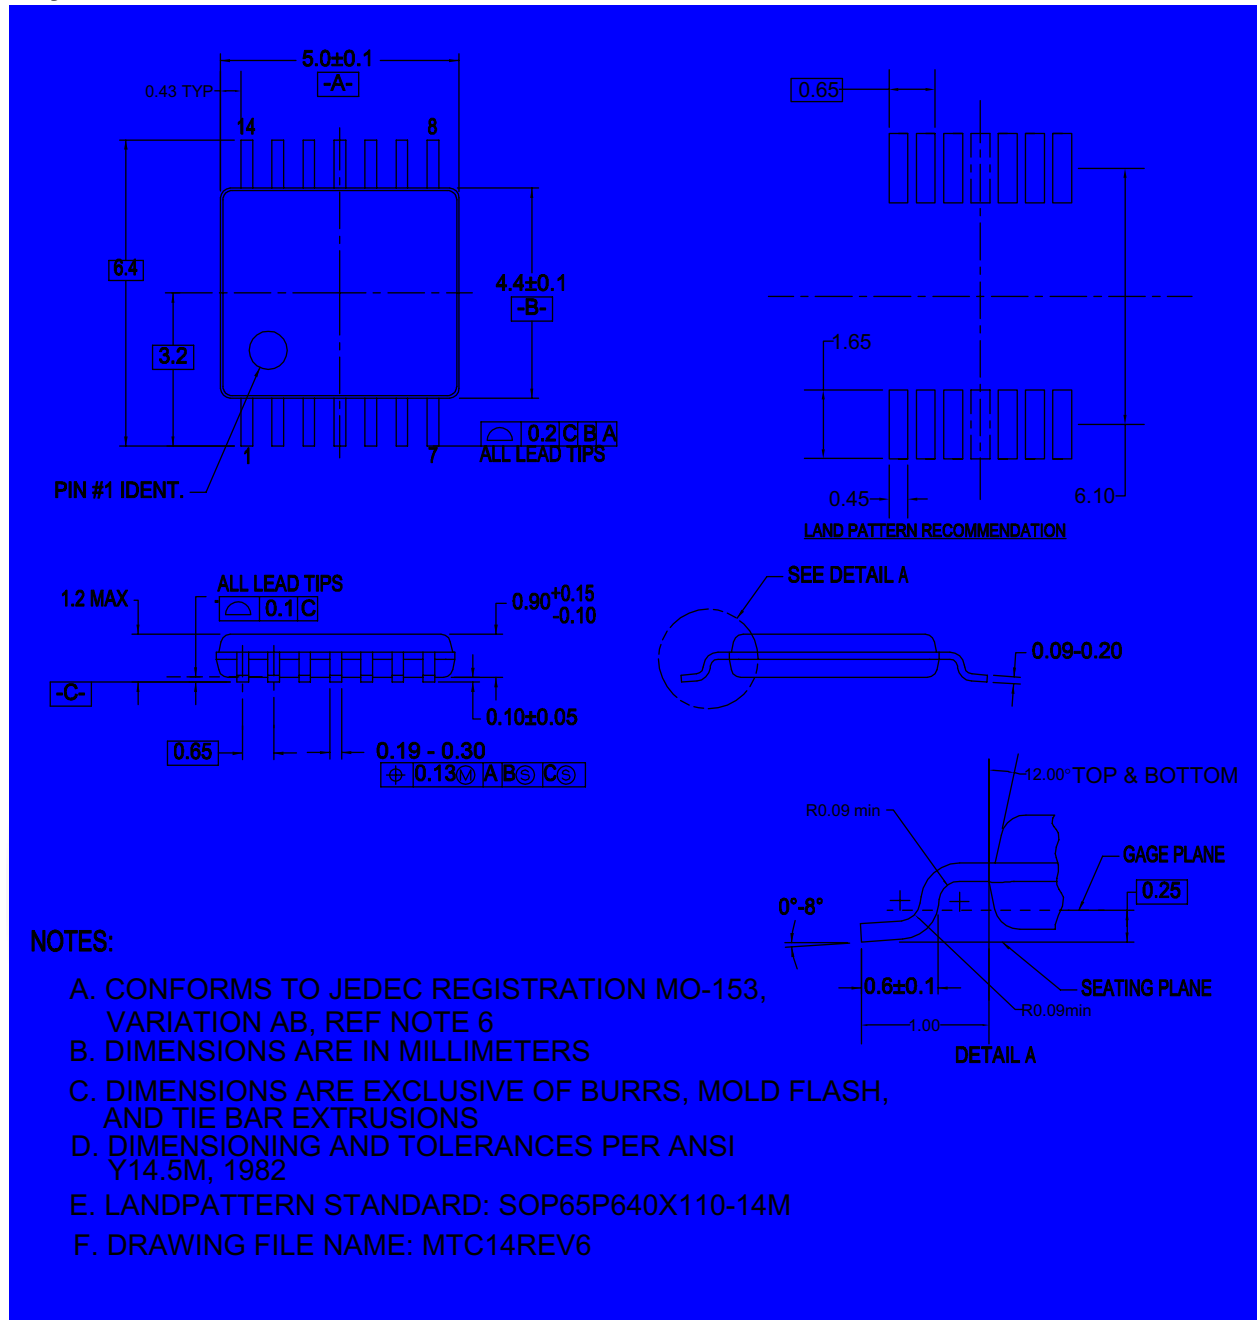 5.0±0.1
-A-
0.43 TYP
14
8
6.4
3.2
4.4±0.1
-B-
0.2 C B A
ALL LEAD TIPS
1
7
PIN #1 IDENT.
0.65
1.65
0.45
6.10
LAND PATTERN RECOMMENDATION
ALL LEAD TIPS
0.1 C
1.2 MAX
0.90 +0.15
-0.10
-C-
0.10±0.05
0.65
0.19 - 0.30
0.13 Ⓜ A B Ⓢ C Ⓢ
SEE DETAIL A
0.09-0.20
12.00° TOP & BOTTOM
R0.09 min
GAGE PLANE
0.25
0°-8°
0.6±0.1
SEATING PLANE
R0.09min
1.00
DETAIL A
NOTES:
A. CONFORMS TO JEDEC REGISTRATION MO-153,
VARIATION AB, REF NOTE 6
B. DIMENSIONS ARE IN MILLIMETERS
C. DIMENSIONS ARE EXCLUSIVE OF BURRS, MOLD FLASH,
AND TIE BAR EXTRUSIONS
D. DIMENSIONING AND TOLERANCES PER ANSI
Y14.5M, 1982
E. LANDPATTERN STANDARD: SOP65P640X110-14M
F. DRAWING FILE NAME: MTC14REV6